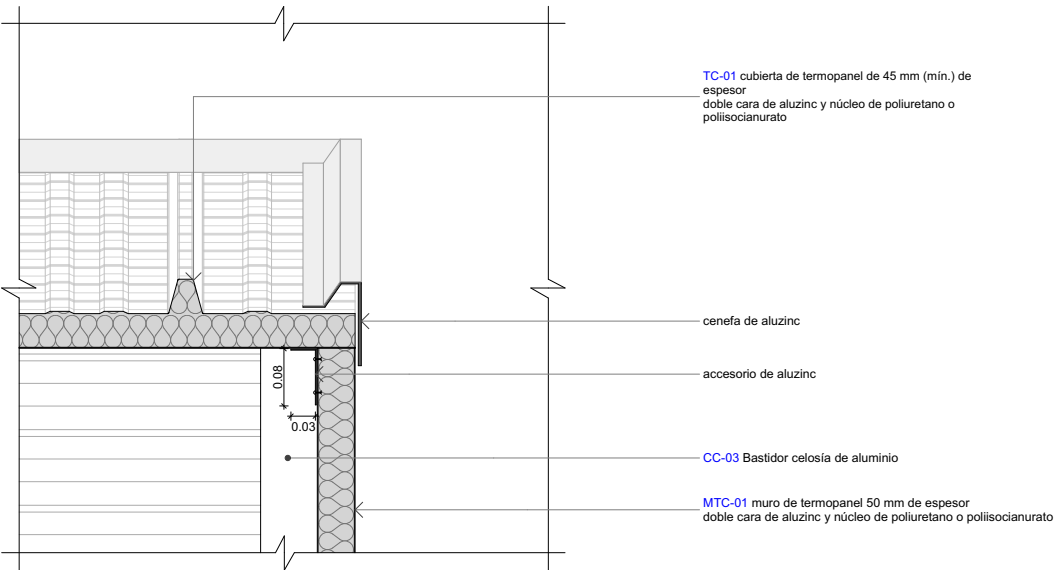 TC-01 cubierta de termopanel de 45 mm (mín.) de
espesor
doble cara de aluzinc y núcleo de poliuretano o
poliisocianurato
cenefa de aluzinc
accesorio de aluzinc
0.08
0.03
CC-03 Bastidor celosía de aluminio
MTC-01 muro de termopanel 50 mm de espesor
doble cara de aluzinc y núcleo de poliuretano o poliisocianurato